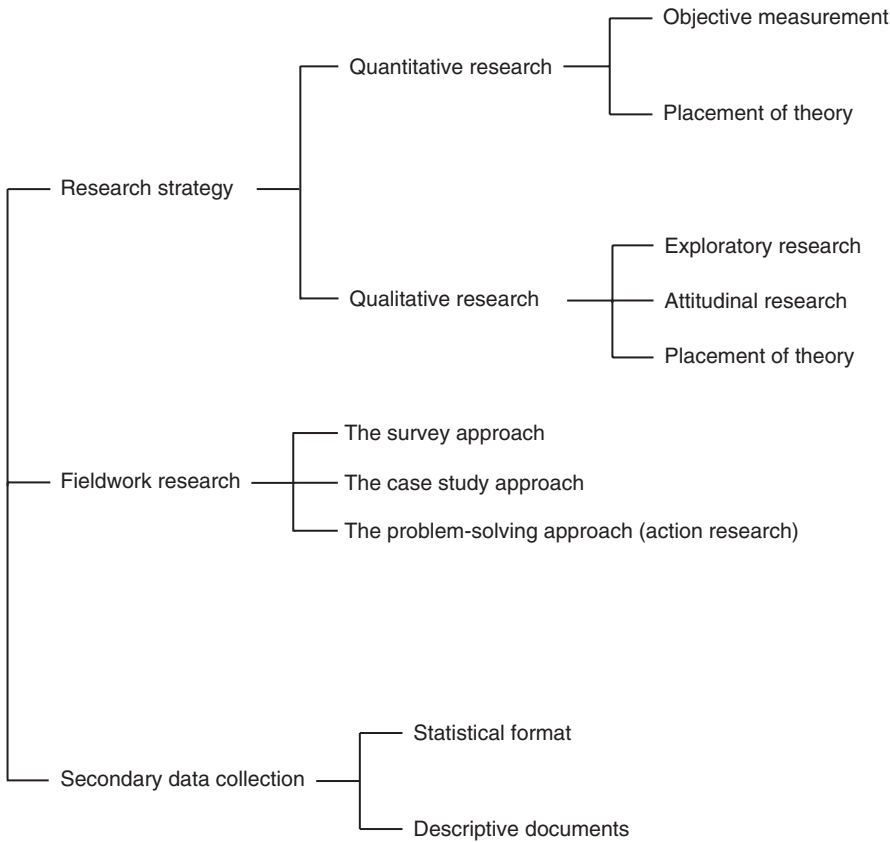 Objective measurement
Quantitative research
Placement of theory
Research strategy
Exploratory research
Qualitative research
Attitudinal research
Placement of theory
The survey approach
Fieldwork research
The case study approach
The problem-solving approach (action research)
Statistical format
Secondary data collection
Descriptive documents